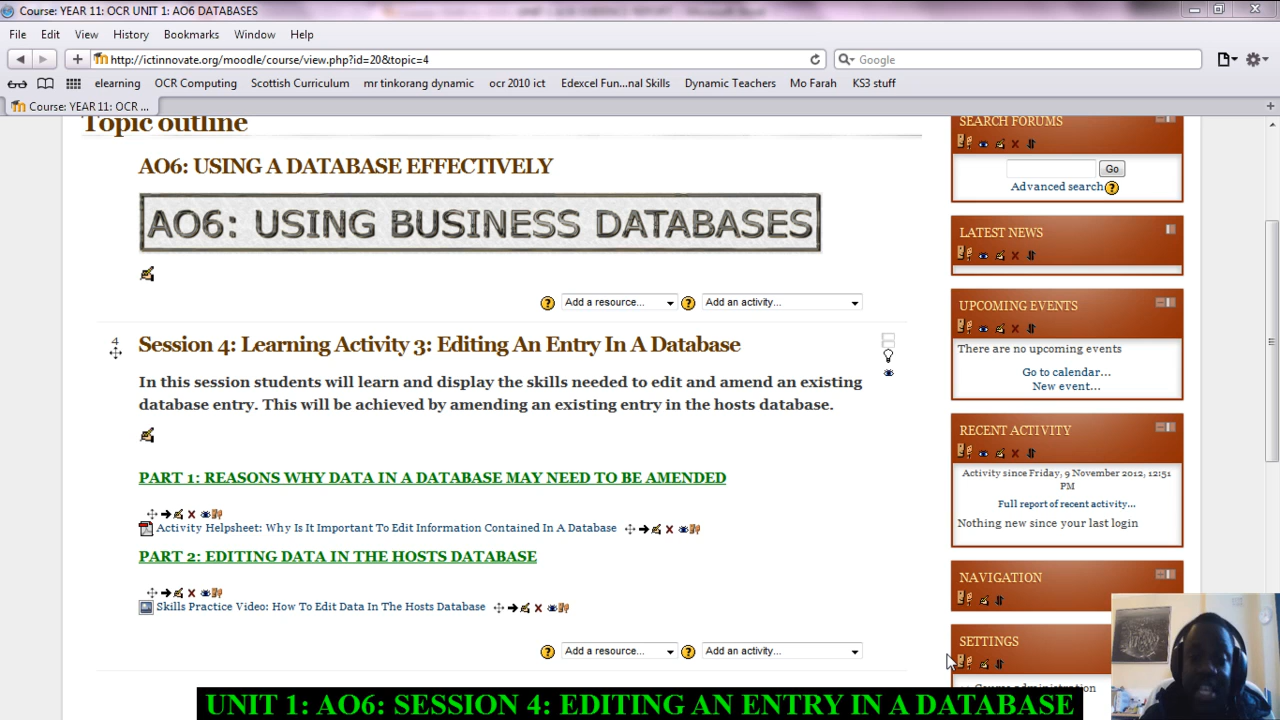 Course: YEAR 11: OCR UNIT 1: AO6 DATABASES
File Edit View History Bookmarks Window Help
http://ictinnovate.org/moodle/course/view.php?id=20&topic=4
Google
elearning OCR Computing Scottish Curriculum mr tinkorang dynamic ocr 2010 ict Edexcel Fun...nal Skills Dynamic Teachers Mo Farah KS3 stuff
Course: YEAR 11: OCR ...
Topic outline
AO6: USING A DATABASE EFFECTIVELY
AO6: USING BUSINESS DATABASES
Add a resource... Add an activity...
4
Session 4: Learning Activity 3: Editing An Entry In A Database
In this session students will learn and display the skills needed to edit and amend an existing
database entry. This will be achieved by amending an existing entry in the hosts database.
PART 1: REASONS WHY DATA IN A DATABASE MAY NEED TO BE AMENDED
Activity Helpsheet: Why Is It Important To Edit Information Contained In A Database
PART 2: EDITING DATA IN THE HOSTS DATABASE
Skills Practice Video: How To Edit Data In The Hosts Database
Add a resource... Add an activity...
SEARCH FORUMS
Go
Advanced search
LATEST NEWS
UPCOMING EVENTS
There are no upcoming events
Go to calendar...
New event...
RECENT ACTIVITY
Activity since Friday, 9 November 2012, 12:51
PM
Full report of recent activity...
Nothing new since your last login
NAVIGATION
SETTINGS
Course administration
UNIT 1: AO6: SESSION 4: EDITING AN ENTRY IN A DATABASE